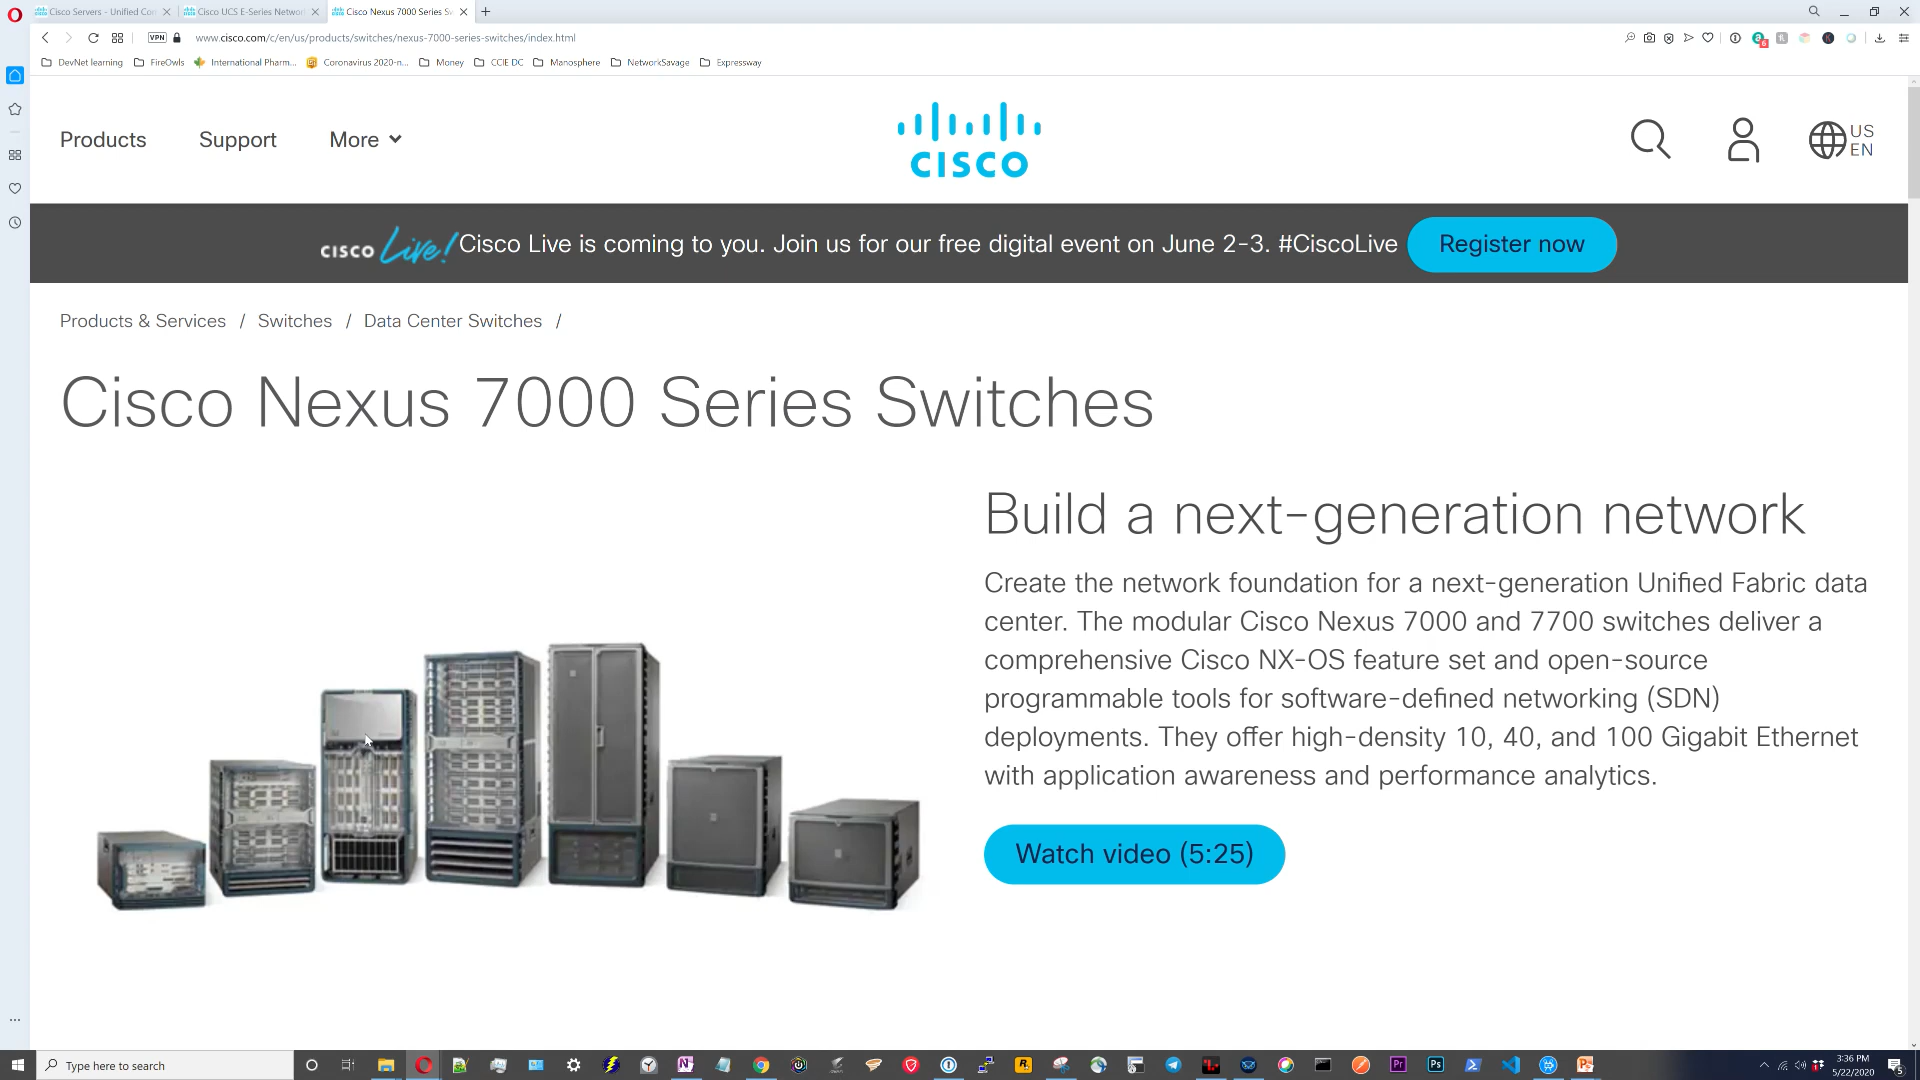 Cisco Servers - Unified Co
Cisco UCS E-Series Networ
Cisco Nexus 7000 Series S
VPN
www.cisco.com/c/en/us/products/switches/nexus-7000-series-switches/index.html
DevNet learning
FireOwls
International Pharm...
Coronavirus 2020-n...
Money
CCIE DC
Manosphere
NetworkSavage
Expressway
Products
Support
More
CISCO
US
EN
CISCO Live!
Cisco Live is coming to you. Join us for our free digital event on June 2-3. #CiscoLive
Register now
Products & Services / Switches / Data Center Switches /
Cisco Nexus 7000 Series Switches
Build a next-generation network
Create the network foundation for a next-generation Unified Fabric data
center. The modular Cisco Nexus 7000 and 7700 switches deliver a
comprehensive Cisco NX-OS feature set and open-source
programmable tools for software-defined networking (SDN)
deployments. They offer high-density 10, 40, and 100 Gigabit Ethernet
with application awareness and performance analytics.
Watch video (5:25)
Type here to search
3:36 PM
5/22/2020